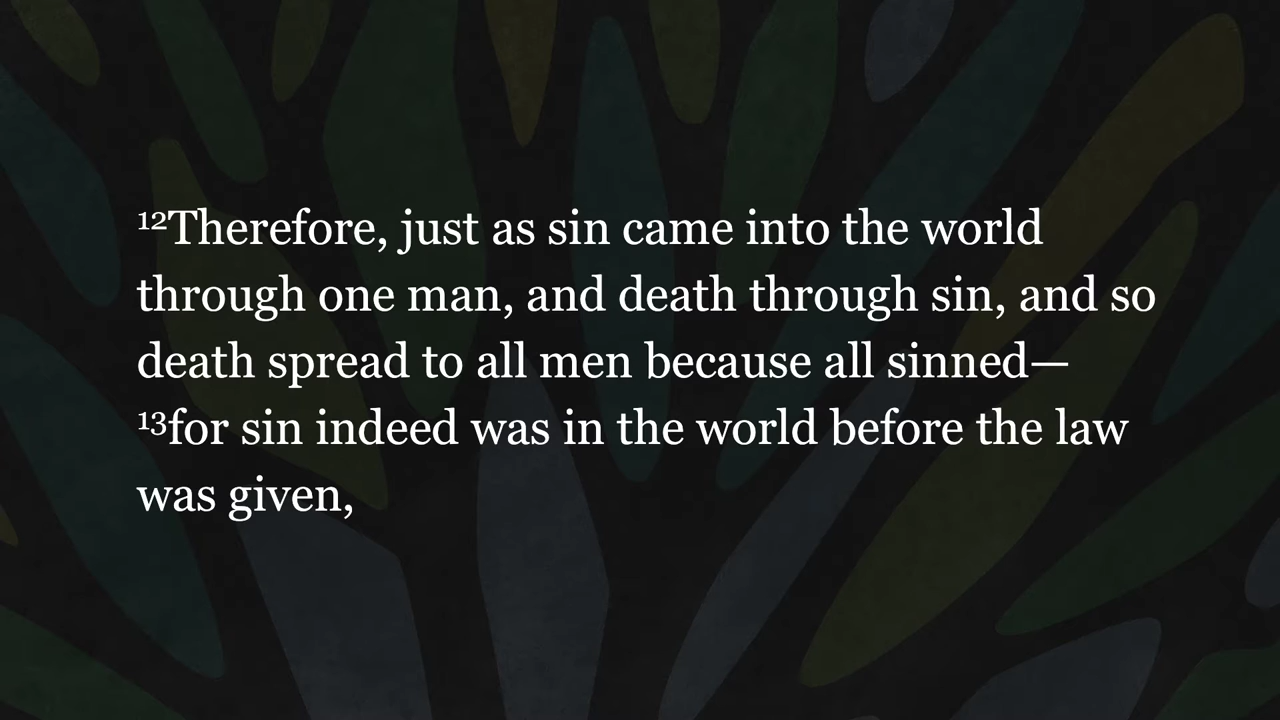 ¹²Therefore, just as sin came into the world
through one man, and death through sin, and so
death spread to all men because all sinned—
¹³for sin indeed was in the world before the law
was given,